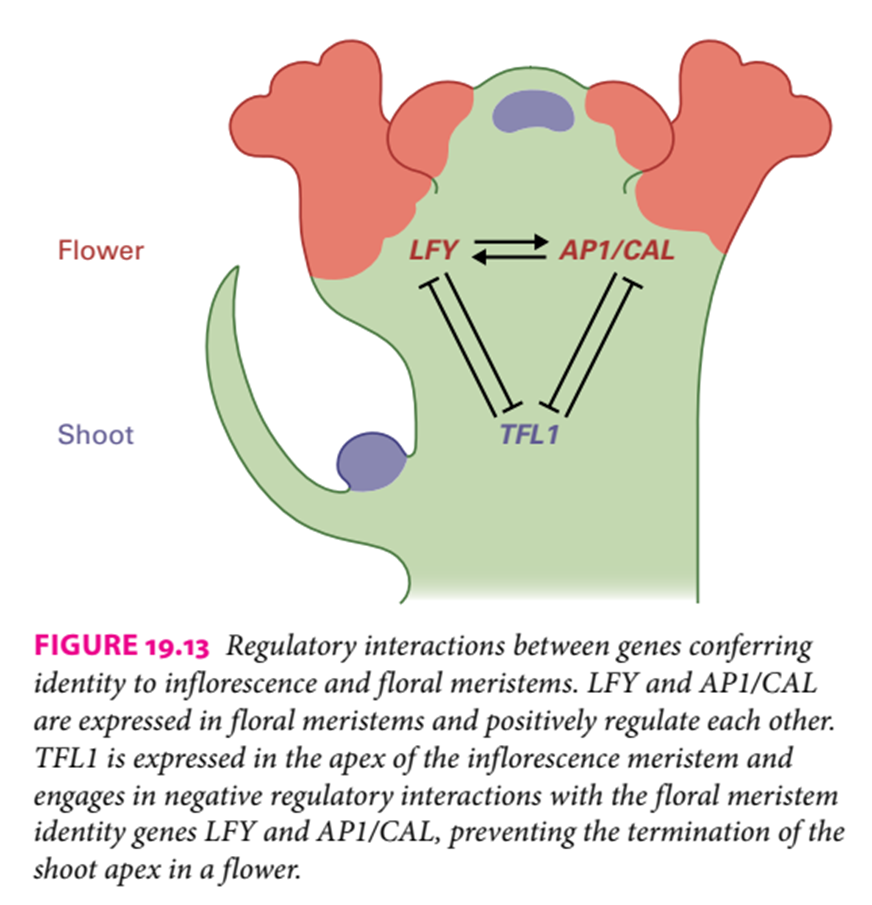 Flower
LFY
AP1/CAL
Shoot
TFL1
FIGURE 19.13 Regulatory interactions between genes conferring
identity to inflorescence and floral meristems. LFY and AP1/CAL
are expressed in floral meristems and positively regulate each other.
TFL1 is expressed in the apex of the inflorescence meristem and
engages in negative regulatory interactions with the floral meristem
identity genes LFY and AP1/CAL, preventing the termination of the
shoot apex in a flower.